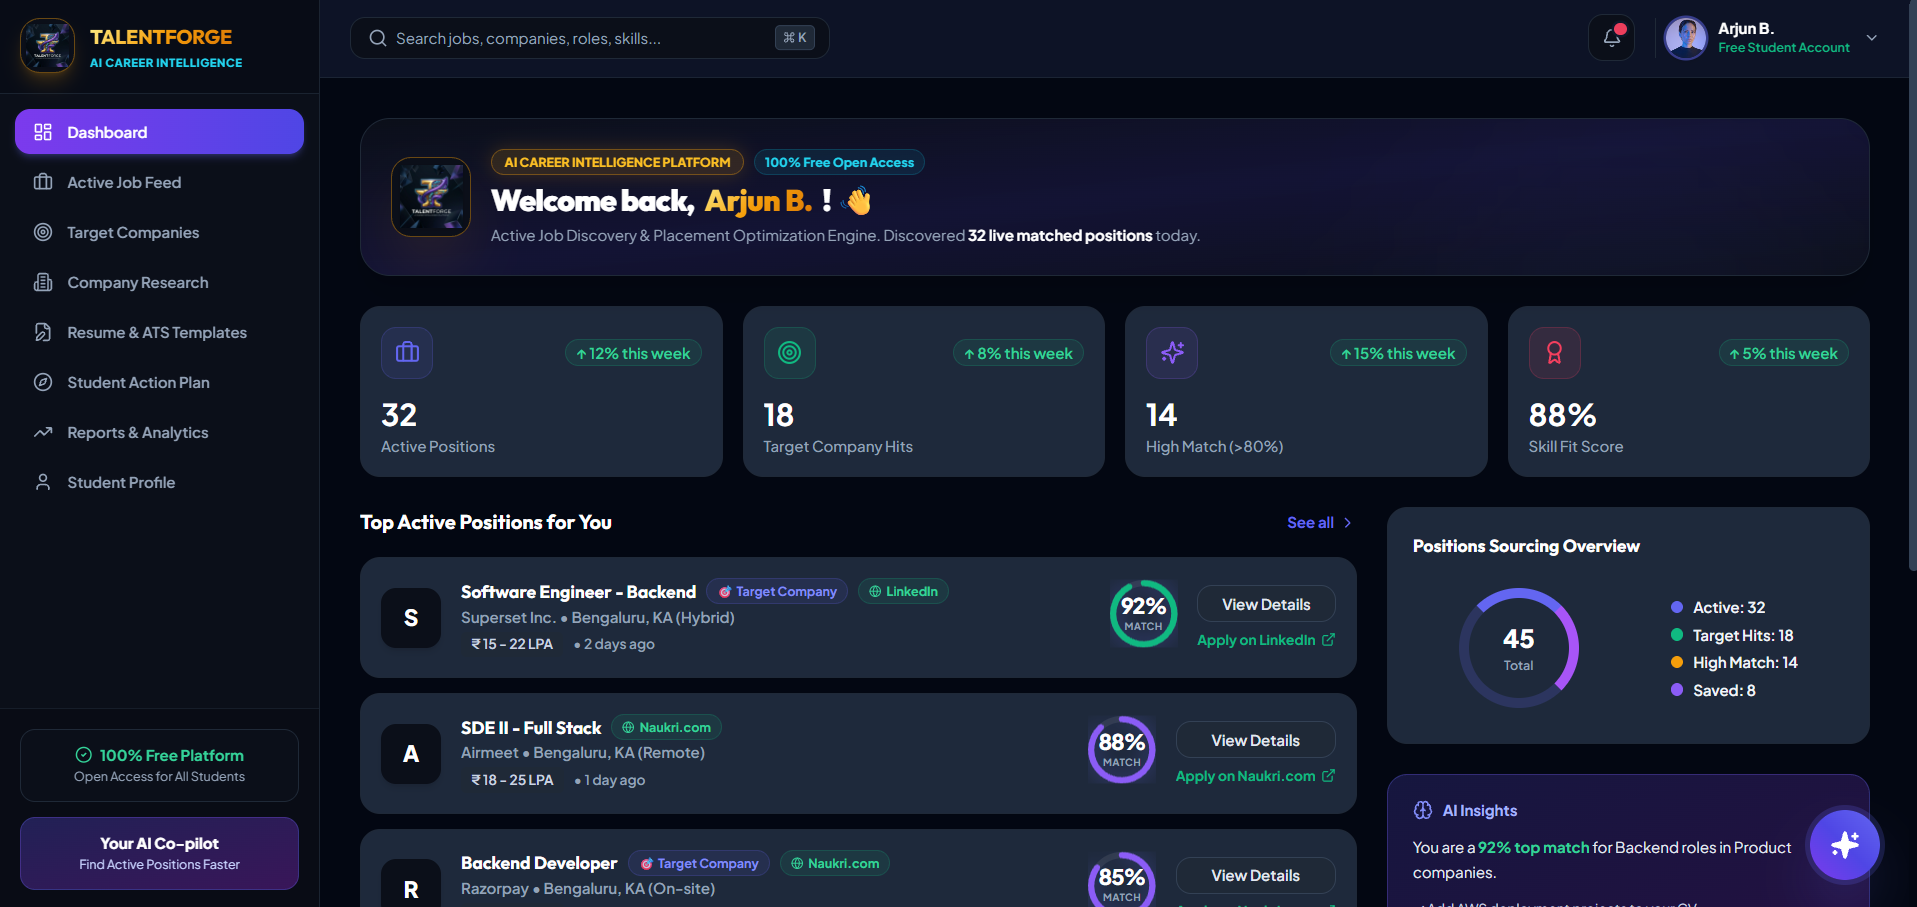 TALENTFORGE
AI CAREER INTELLIGENCE
Dashboard
Active Job Feed
Target Companies
Company Research
Resume & ATS Templates
Student Action Plan
Reports & Analytics
Student Profile
100% Free Platform
Open Access for All Students
Your AI Co-pilot
Find Active Positions Faster
Search jobs, companies, roles, skills...
⌘ K
Arjun B.
Free Student Account
TALENTFORGE
AI CAREER INTELLIGENCE PLATFORM
100% Free Open Access
Welcome back, Arjun B. ! 👋
Active Job Discovery & Placement Optimization Engine. Discovered 32 live matched positions today.
↑ 12% this week
32
Active Positions
↑ 8% this week
18
Target Company Hits
↑ 15% this week
14
High Match (>80%)
↑ 5% this week
88%
Skill Fit Score
Top Active Positions for You
See all
S
Software Engineer - Backend
🎯 Target Company
LinkedIn
Superset Inc. • Bengaluru, KA (Hybrid)
₹ 15 - 22 LPA
• 2 days ago
92%
MATCH
View Details
Apply on LinkedIn
A
SDE II - Full Stack
Naukri.com
Airmeet • Bengaluru, KA (Remote)
₹ 18 - 25 LPA
• 1 day ago
88%
MATCH
View Details
Apply on Naukri.com
R
Backend Developer
🎯 Target Company
Naukri.com
Razorpay • Bengaluru, KA (On-site)
85%
MATCH
View Details
Positions Sourcing Overview
45
Total
Active: 32
Target Hits: 18
High Match: 14
Saved: 8
AI Insights
You are a 92% top match for Backend roles in Product
companies.
Add AWS deployment projects to your CV